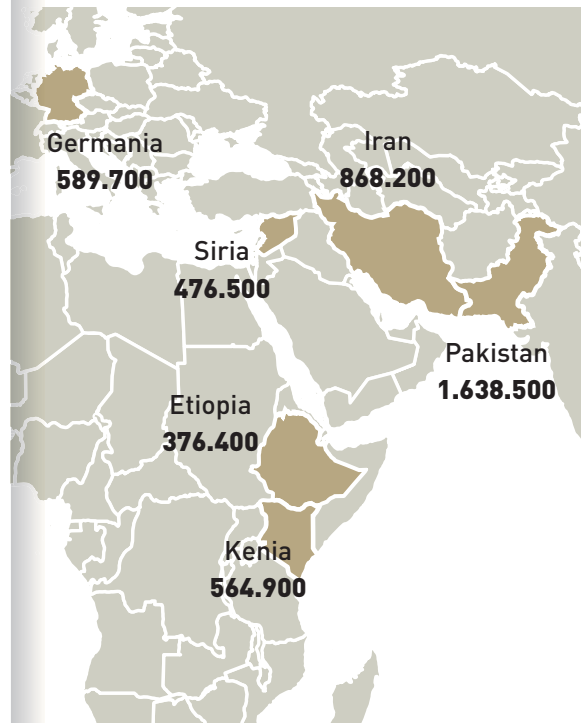 Germania
589.700
Iran
868.200
Siria
476.500
Pakistan
1.638.500
Etiopia
376.400
Kenia
564.900